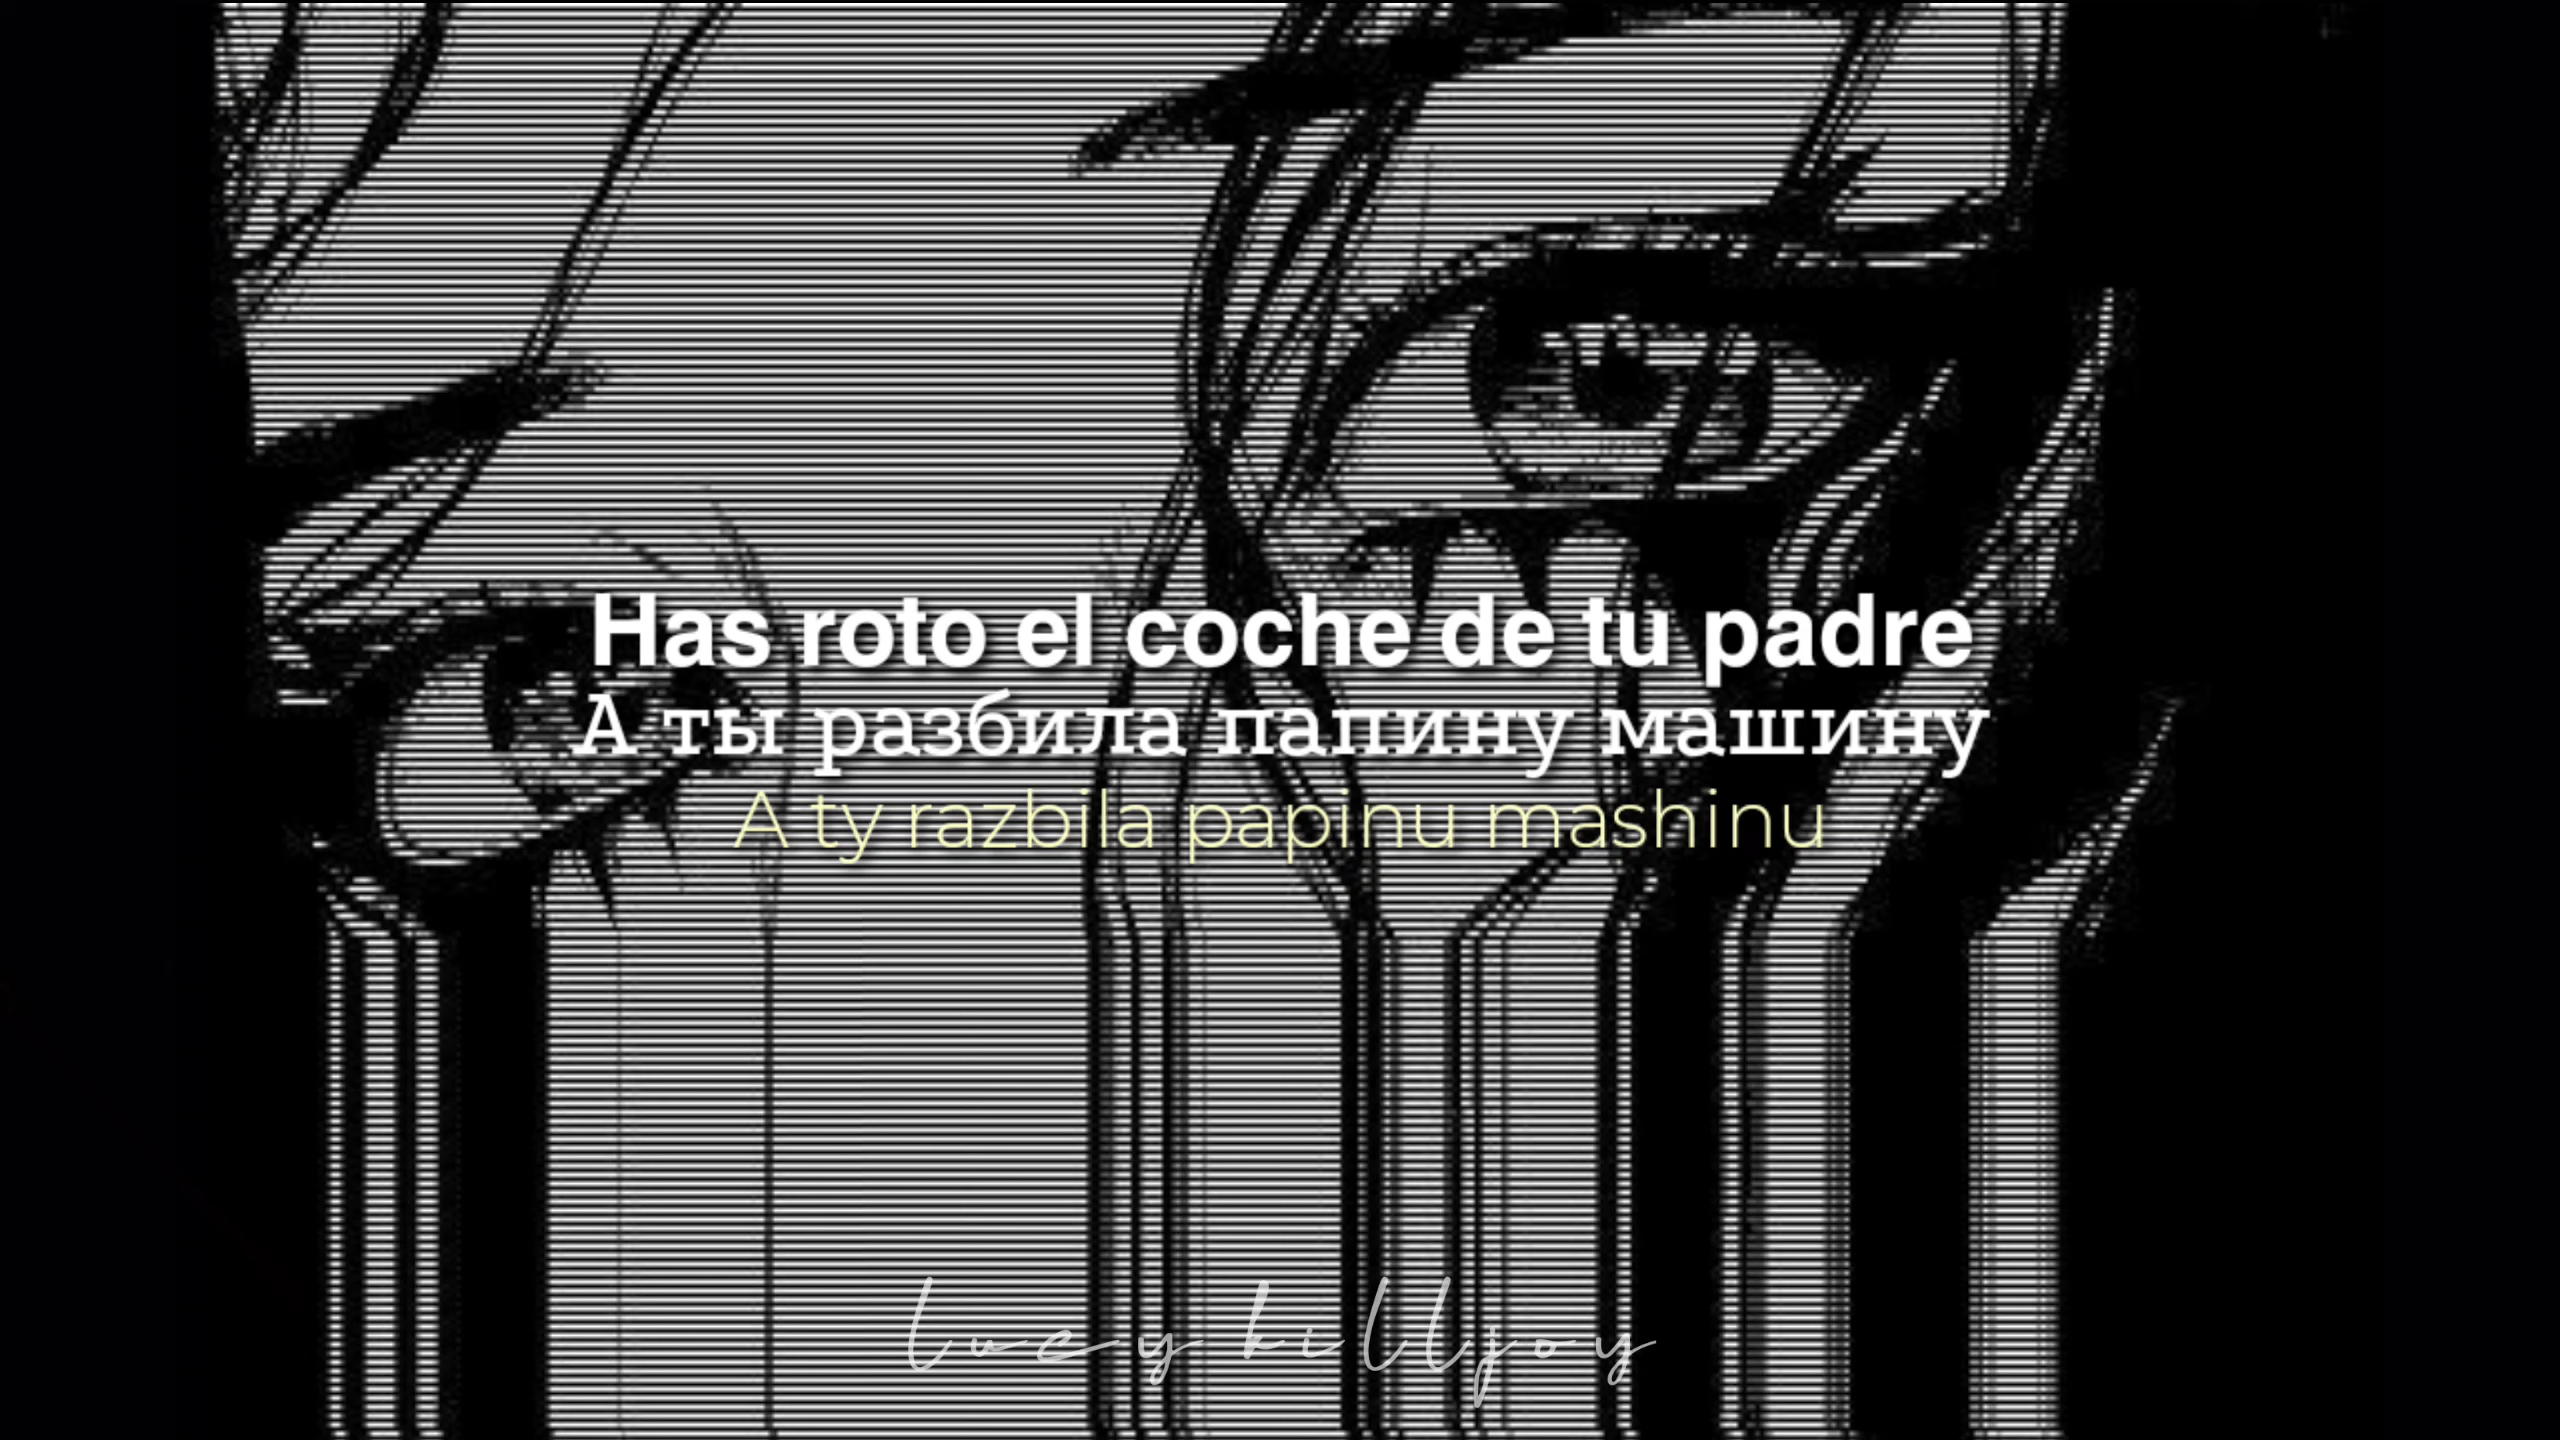 Has roto el coche de tu padre
А ты разбила папину машину
A ty razbila papinu mashinu
lucy killjoy